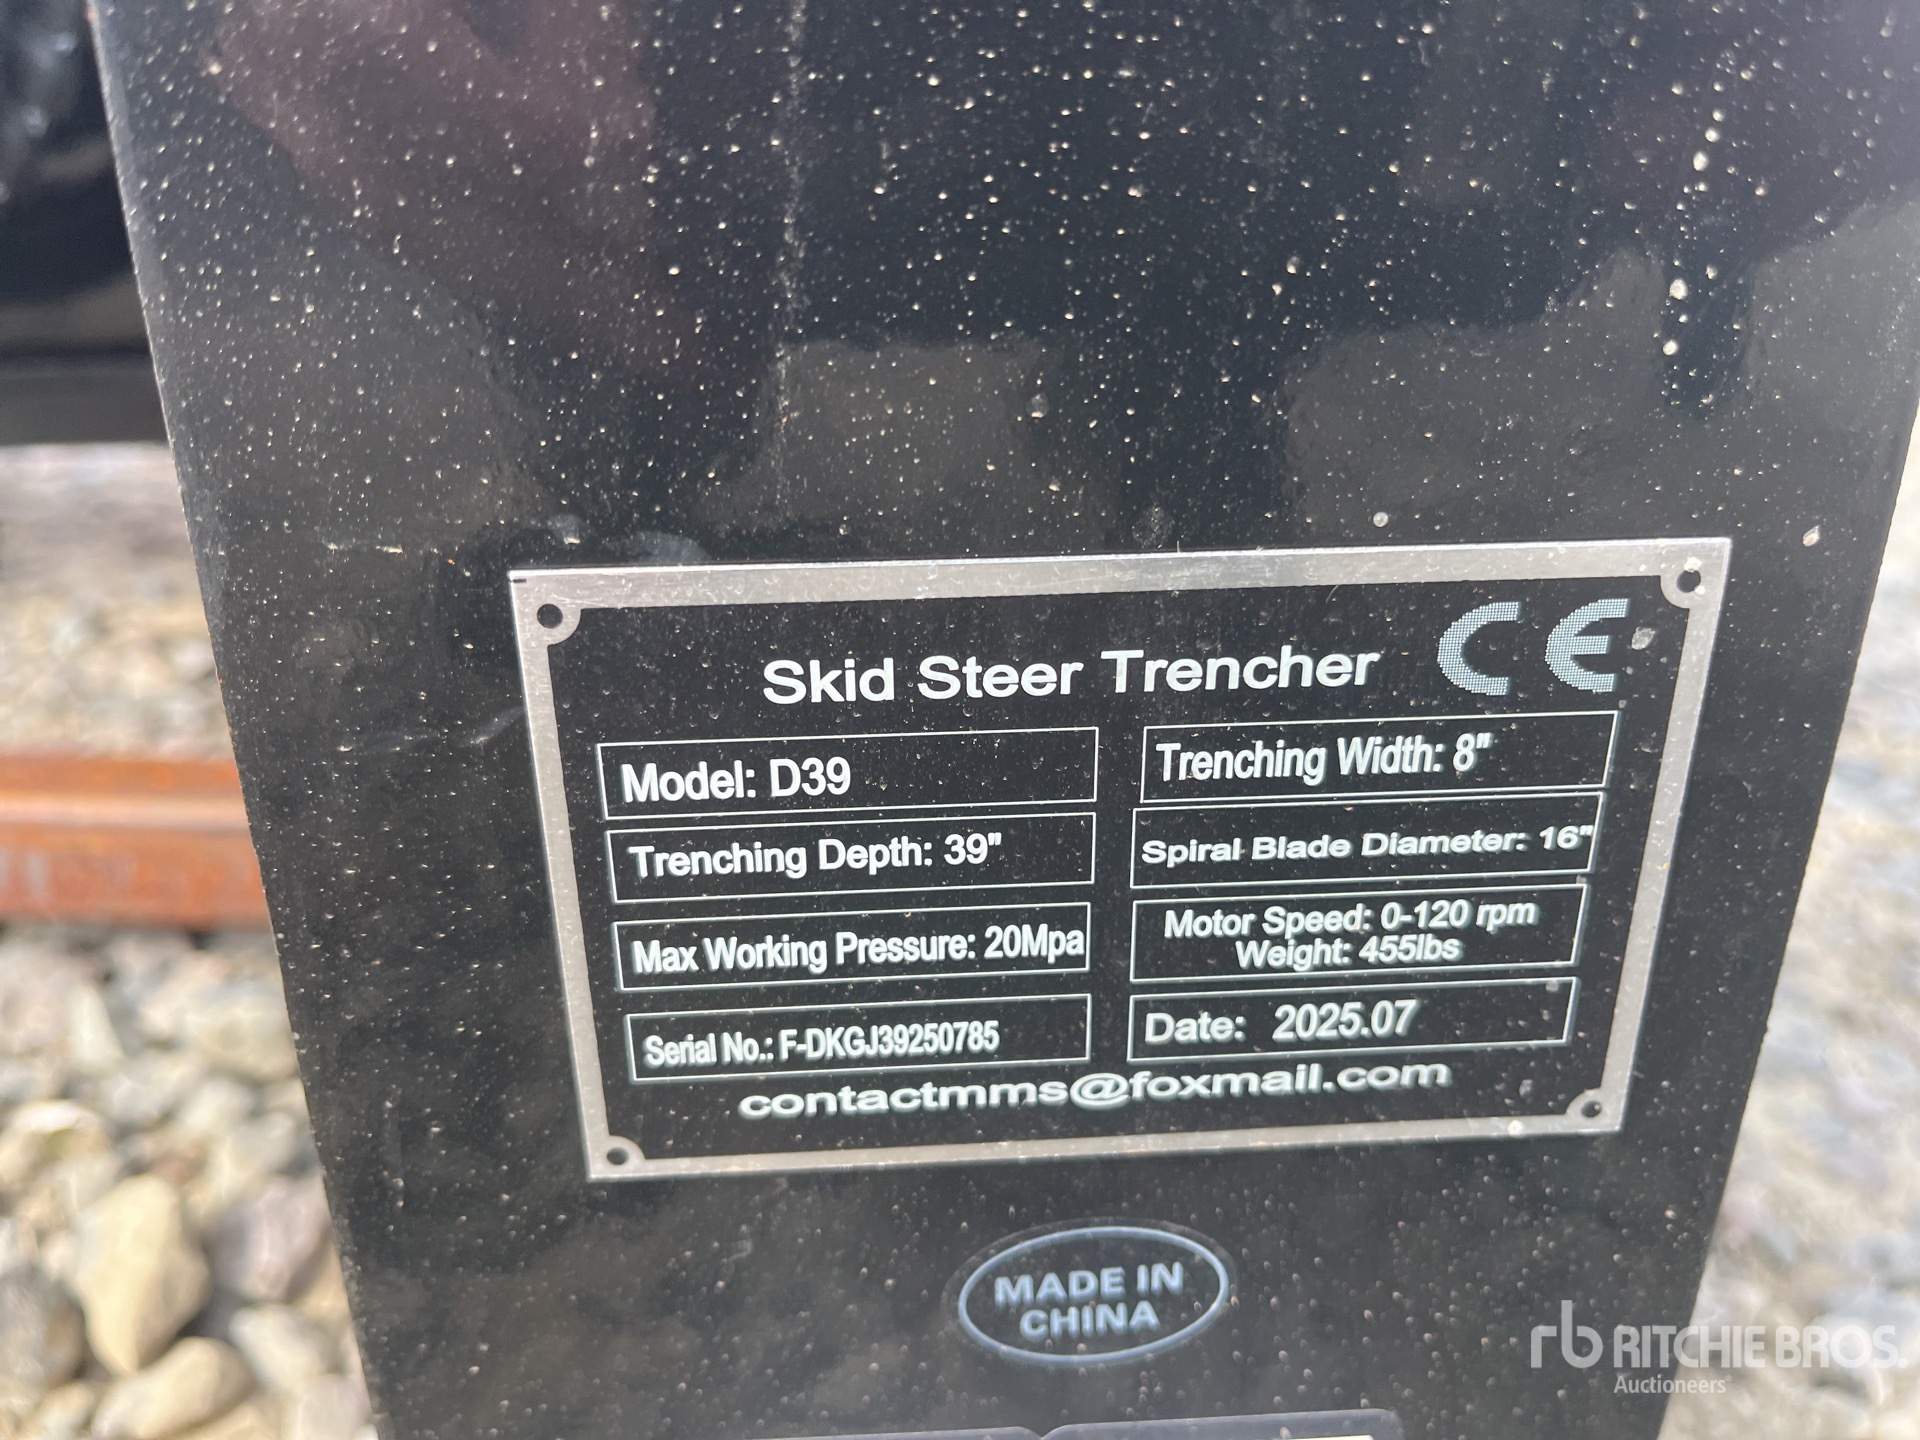 Skid Steer Trencher CE
Model: D39
Trenching Width: 8"
Trenching Depth: 39"
Spiral Blade Diameter: 16"
Max Working Pressure: 20Mpa
Motor Speed: 0-120 rpm
Weight: 455lbs
Serial No.: F-DKGJ39250785
Date: 2025.07
contactmms@foxmail.com
MADE IN
CHINA
rb RITCHIE BROS.
Auctioneers